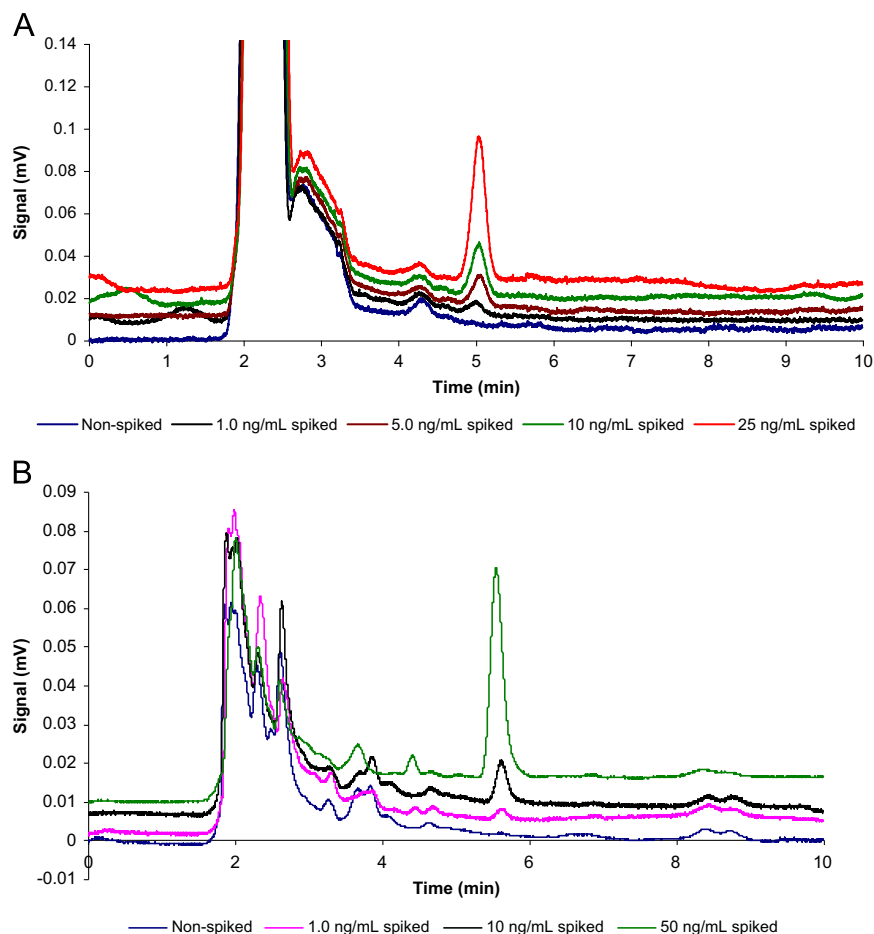 A
0.14
0.12
0.1
0.08
0.06
0.04
0.02
0
Signal (mV)
0 1 2 3 4 5 6 7 8 9 10
Time (min)
Non-spiked 1.0 ng/mL spiked 5.0 ng/mL spiked 10 ng/mL spiked 25 ng/mL spiked
B
0.09
0.08
0.07
0.06
0.05
0.04
0.03
0.02
0.01
0
-0.01
Signal (mV)
0 2 4 6 8 10
Time (min)
Non-spiked 1.0 ng/mL spiked 10 ng/mL spiked 50 ng/mL spiked